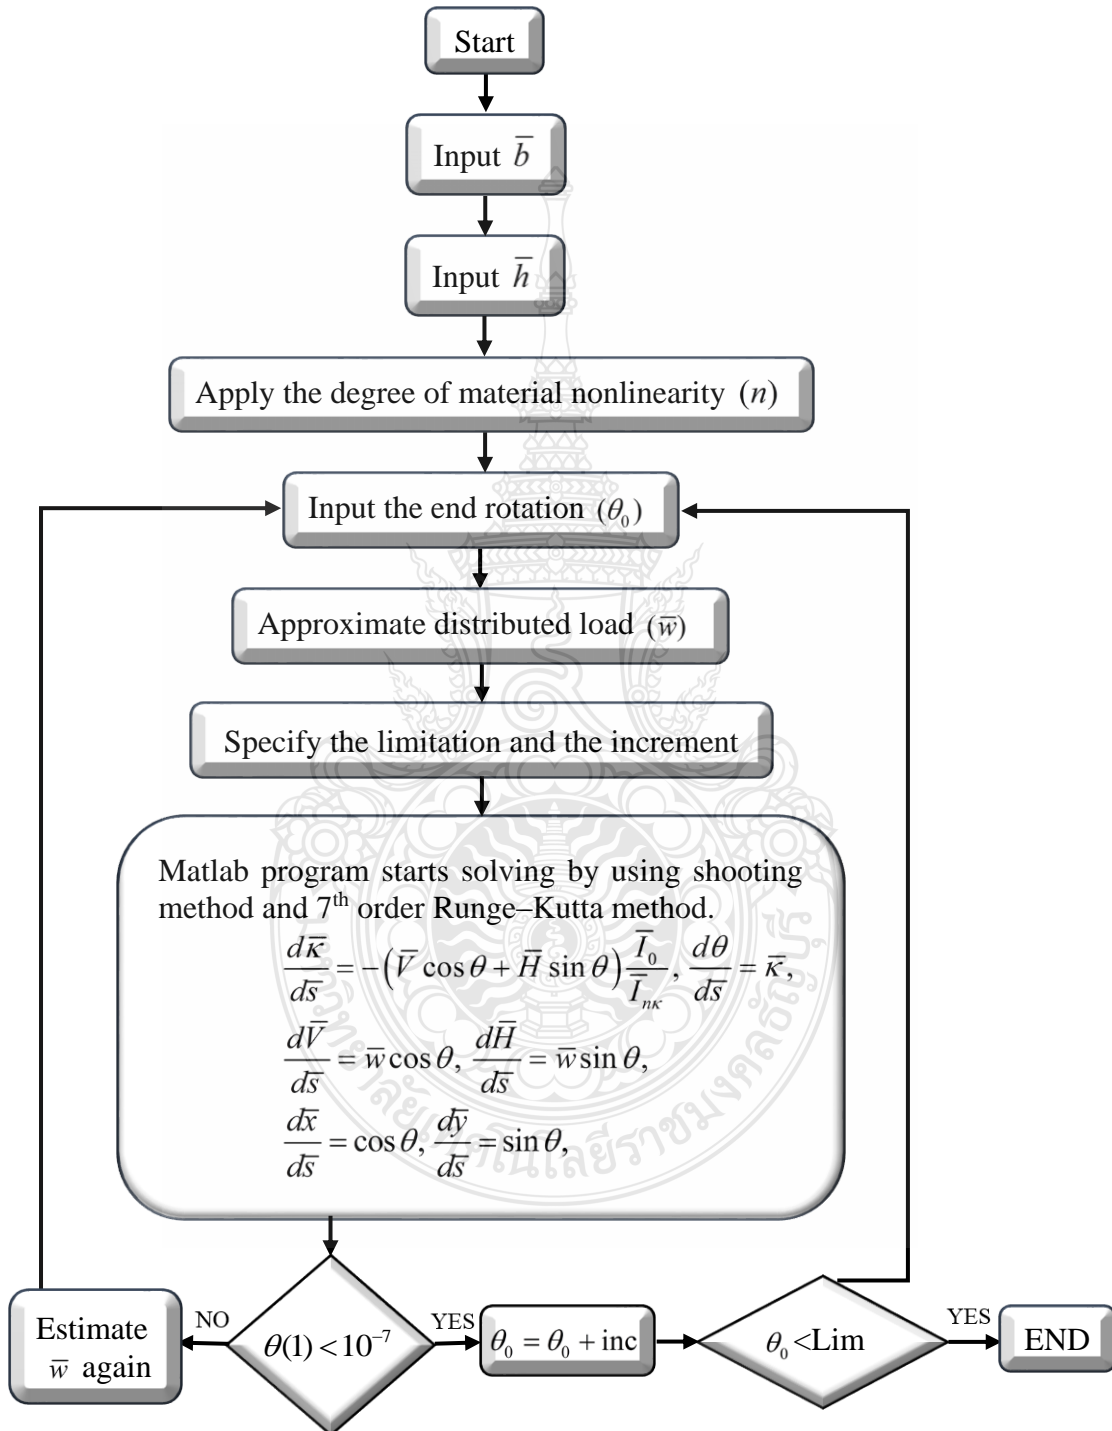 Start
Input b̅
Input h̅
Apply the degree of material nonlinearity (n)
Input the end rotation (θ₀)
Approximate distributed load (w̅)
Specify the limitation and the increment
Matlab program starts solving by using shooting
method and 7th order Runge–Kutta method.
dκ̅/ds̅ = −(V̅ cos θ + H̅ sin θ) I̅₀/I̅ₙκ, dθ/ds̅ = κ̅,
dV̅/ds̅ = w̅ cos θ, dH̅/ds̅ = w̅ sin θ,
dx̅/ds̅ = cos θ, dy̅/ds̅ = sin θ,
Estimate
w̅ again
NO
θ(1) < 10⁻⁷
YES
θ₀ = θ₀ + inc
θ₀ <Lim
YES
END